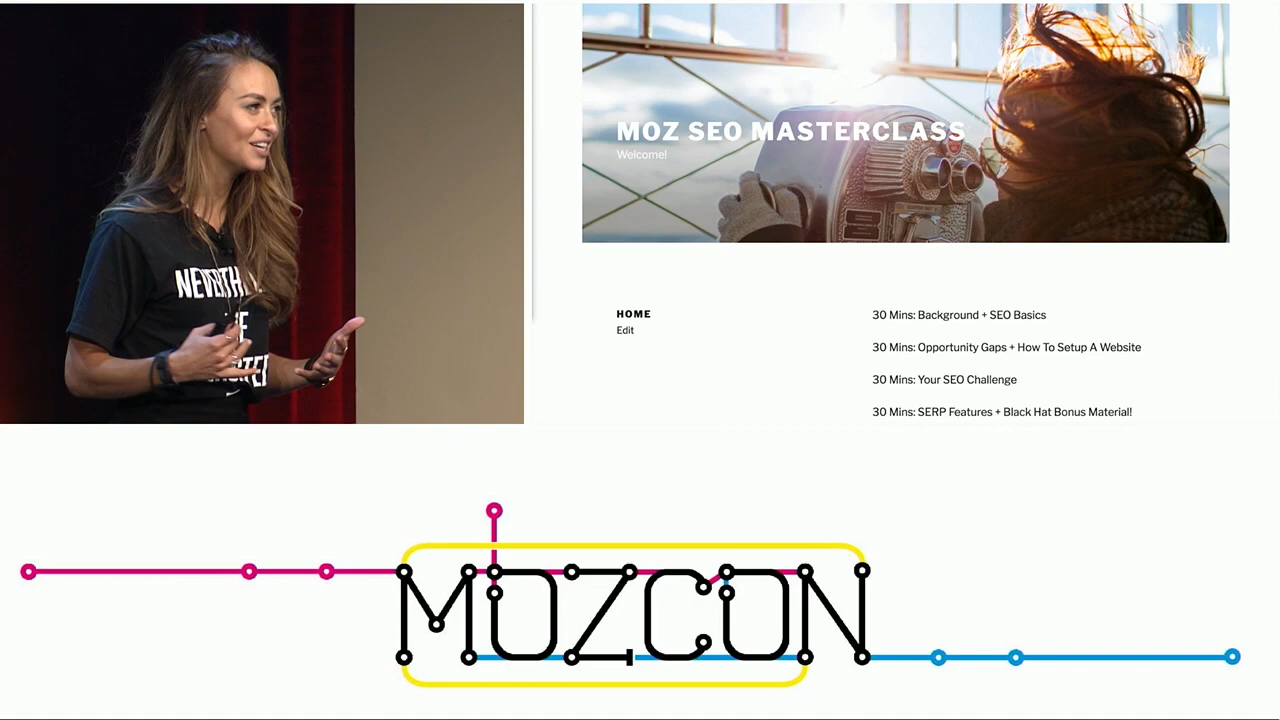 MOZ SEO MASTERCLASS
Welcome!
HOME
Edit
30 Mins: Background + SEO Basics
30 Mins: Opportunity Gaps + How To Setup A Website
30 Mins: Your SEO Challenge
30 Mins: SERP Features + Black Hat Bonus Material!
MOZCON